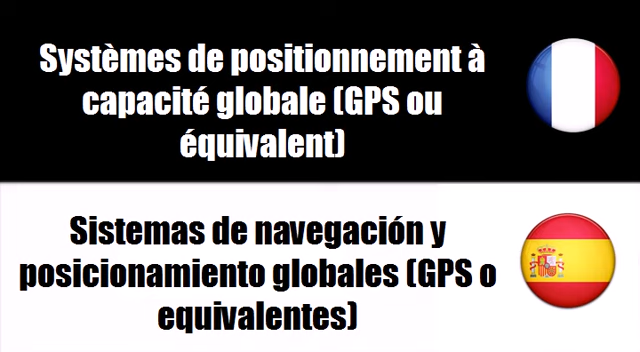 Systèmes de positionnement à
capacité globale (GPS ou
équivalent)
Sistemas de navegación y
posicionamiento globales (GPS o
equivalentes)